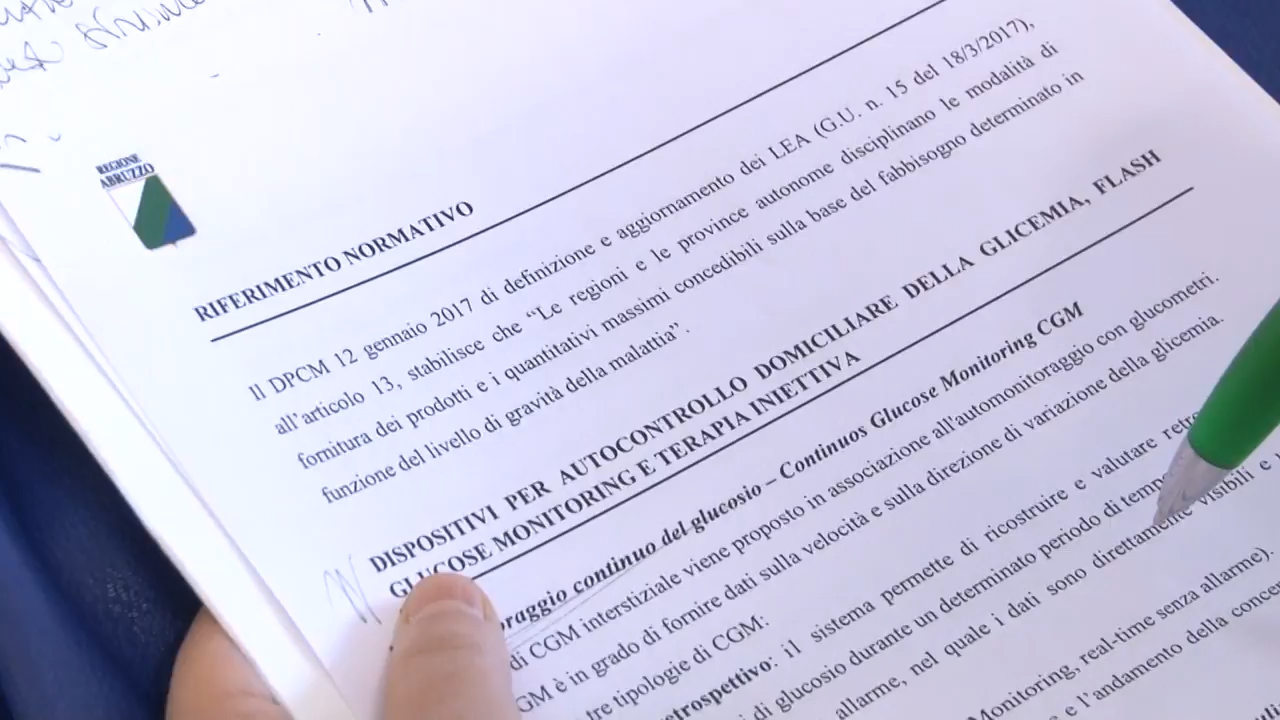 REGIONE
ABRUZZO
RIFERIMENTO NORMATIVO
Il DPCM 12 gennaio 2017 di definizione e aggiornamento dei LEA (G.U. n. 15 del 18/3/2017),
all'articolo 13, stabilisce che “Le regioni e le province autonome disciplinano le modalità di
fornitura dei prodotti e i quantitativi massimi concedibili sulla base del fabbisogno determinato in
funzione del livello di gravità della malattia”.
DISPOSITIVI PER AUTOCONTROLLO DOMICILIARE DELLA GLICEMIA, FLASH
GLUCOSE MONITORING E TERAPIA INIETTIVA
continuo del glucosio – Continuos Glucose Monitoring CGM
di CGM interstiziale viene proposto in associazione all'automonitoraggio con glucometri.
è in grado di fornire dati sulla velocità e sulla direzione di variazione della glicemia.
tre tipologie di CGM:
il sistema permette di ricostruire e valutare
di glucosio durante un determinato periodo di
allarme, nel quale i dati sono direttamente visibili e
Monitoring, real-time senza allarme).
e l'andamento della